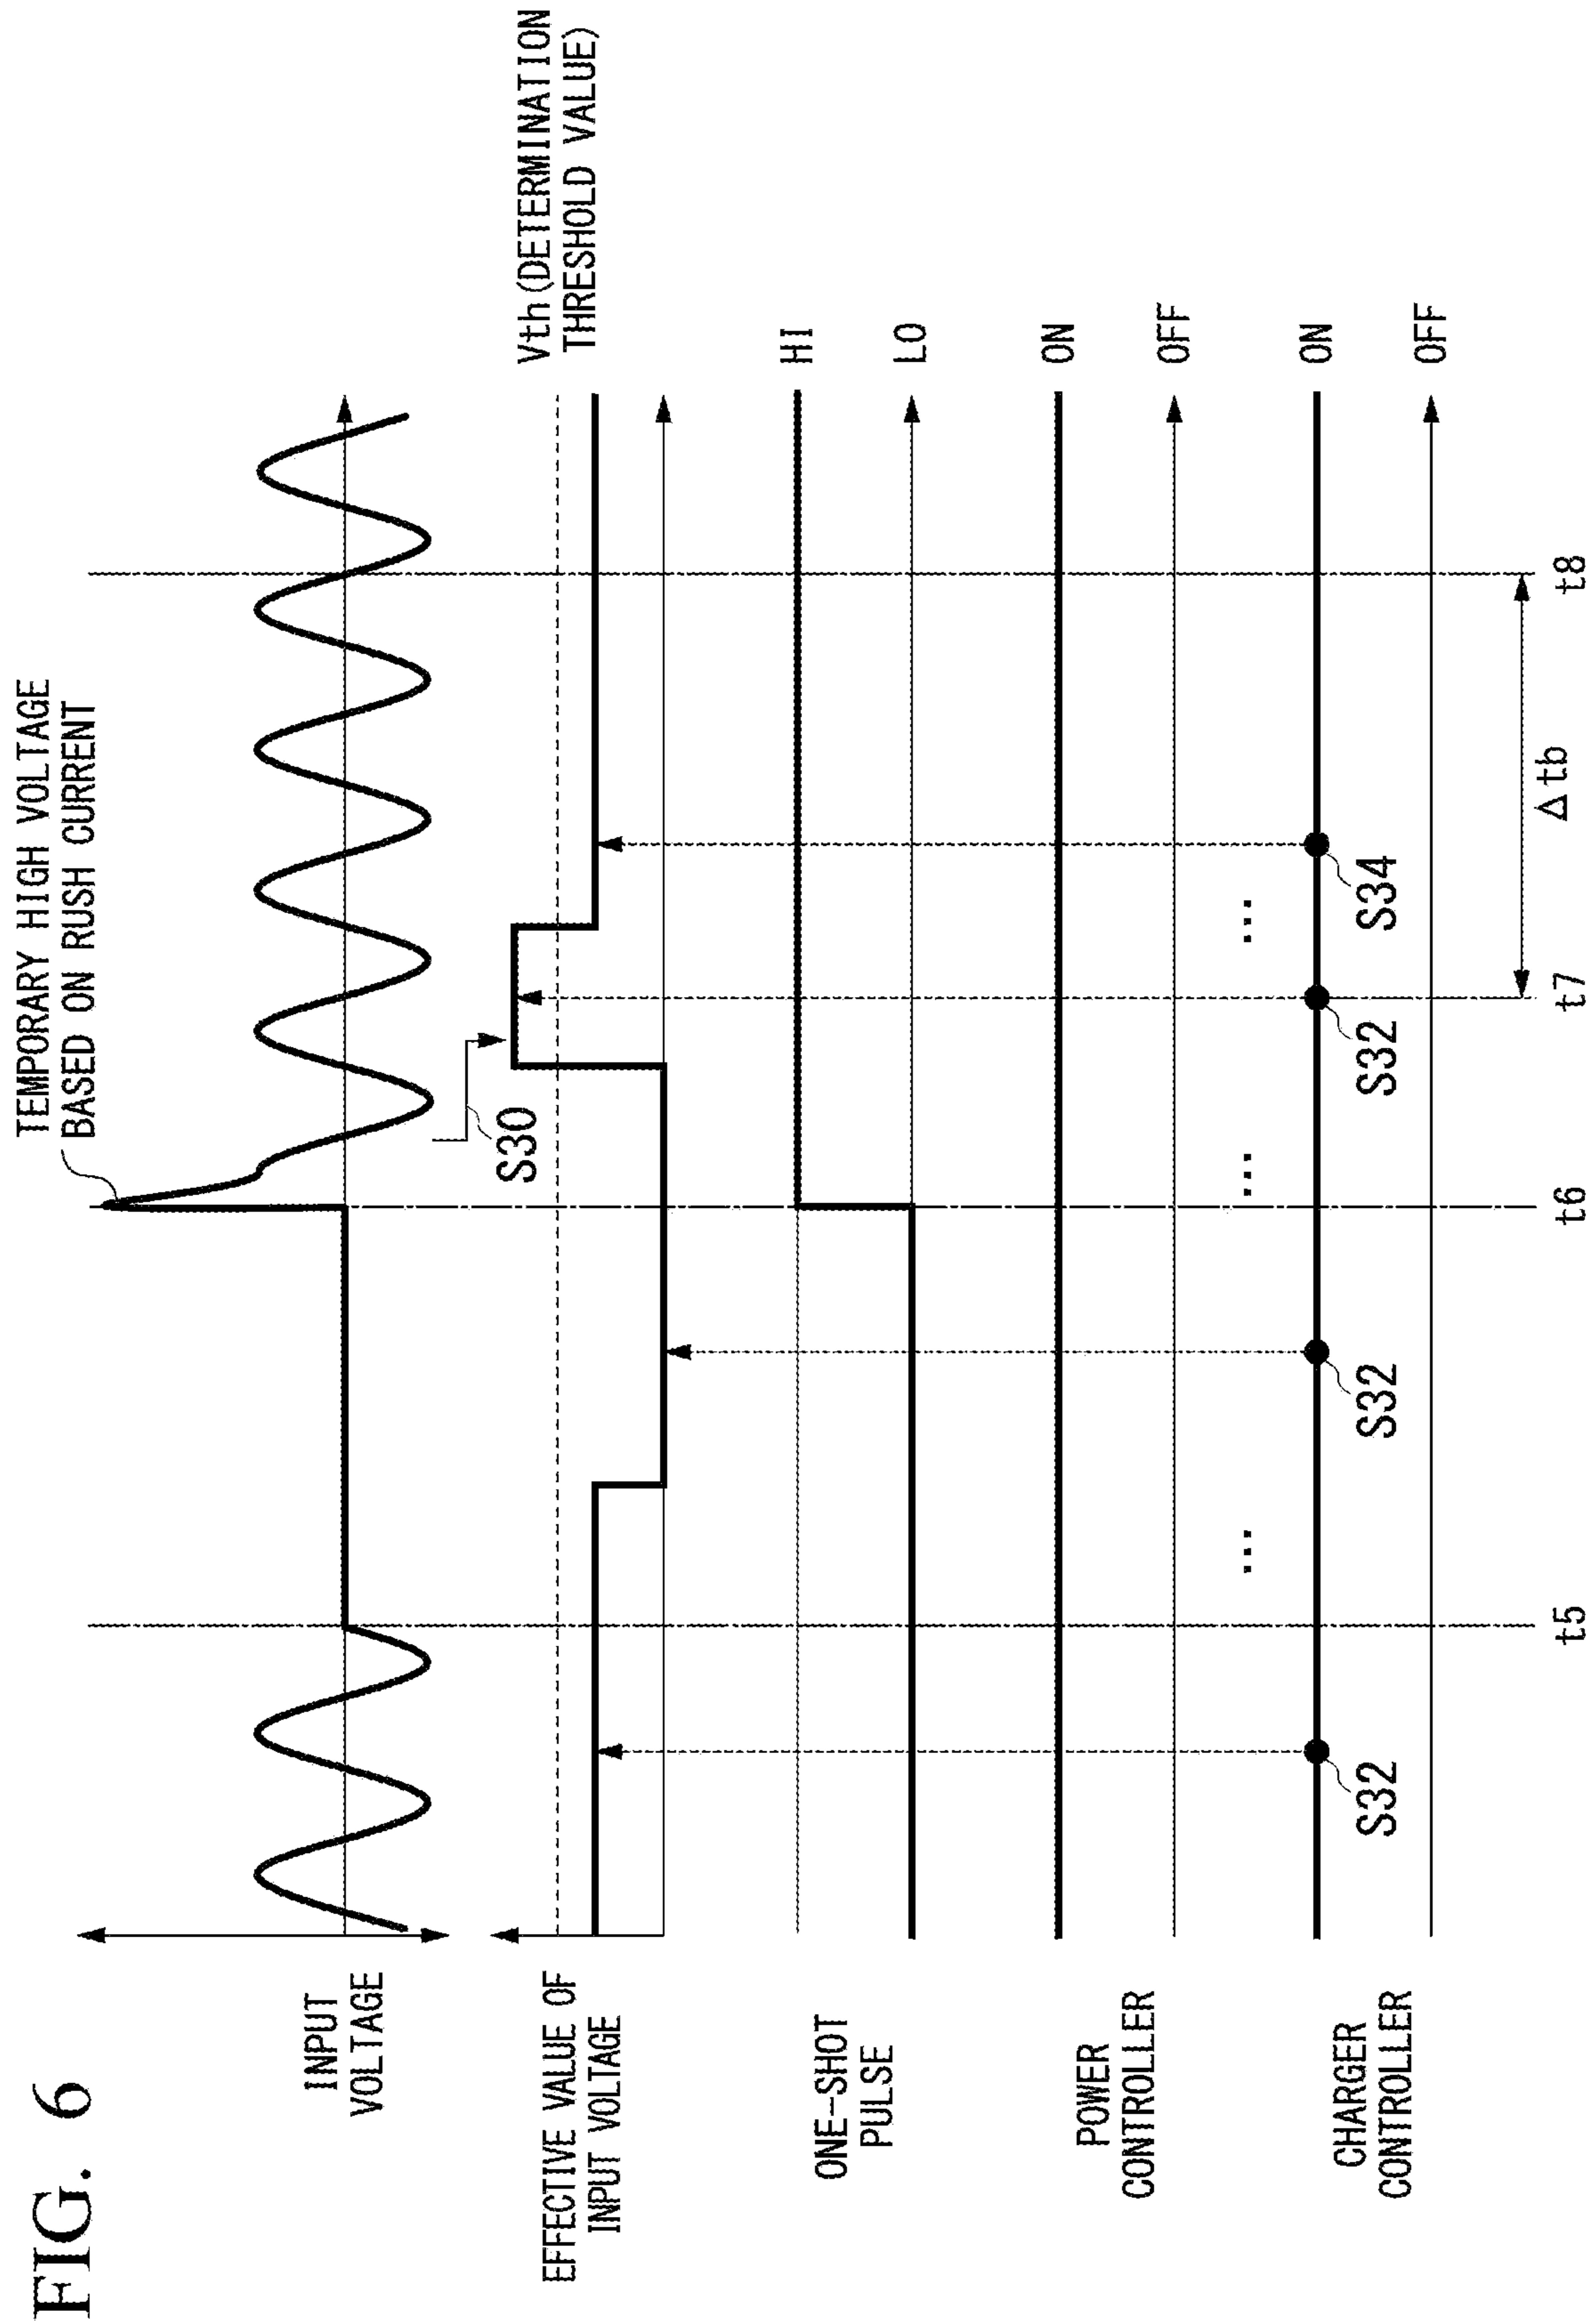 FIG. 6
TEMPORARY HIGH VOLTAGE
BASED ON RUSH CURRENT
INPUT
VOLTAGE
Vth(DETERMINATION
THRESHOLD VALUE)
EFFECTIVE VALUE OF
INPUT VOLTAGE
S30
ONE-SHOT
PULSE
HI
LO
POWER
CONTROLLER
ON
OFF
...
...
...
CHARGER
CONTROLLER
ON
OFF
S32
S32
S32
S34
Δtb
t5
t6
t7
t8